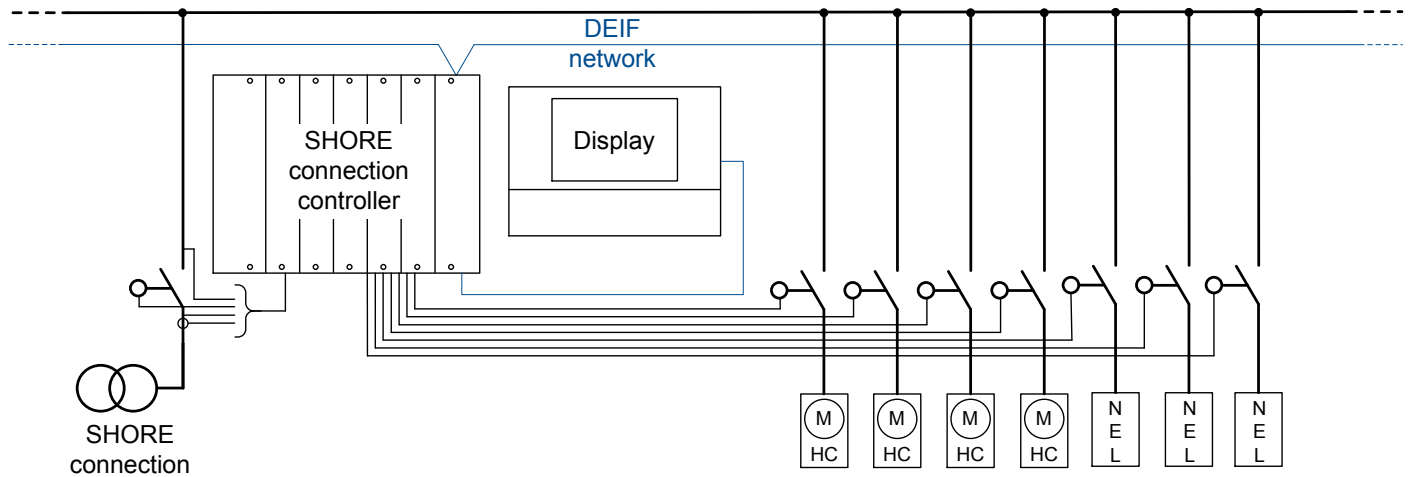 DEIF
network
SHORE
connection
controller
Display
SHORE
connection
M
HC
M
HC
M
HC
M
HC
N
E
L
N
E
L
N
E
L